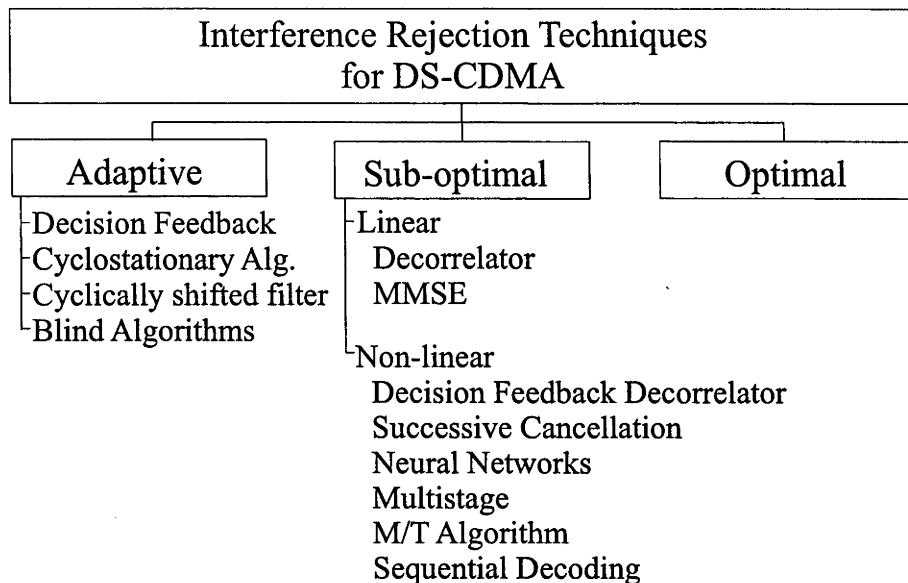 Interference Rejection Techniques
for DS-CDMA
Adaptive
Decision Feedback
Cyclostationary Alg.
Cyclically shifted filter
Blind Algorithms
Sub-optimal
Linear
Decorrelator
MMSE
Non-linear
Decision Feedback Decorrelator
Successive Cancellation
Neural Networks
Multistage
M/T Algorithm
Sequential Decoding
Optimal